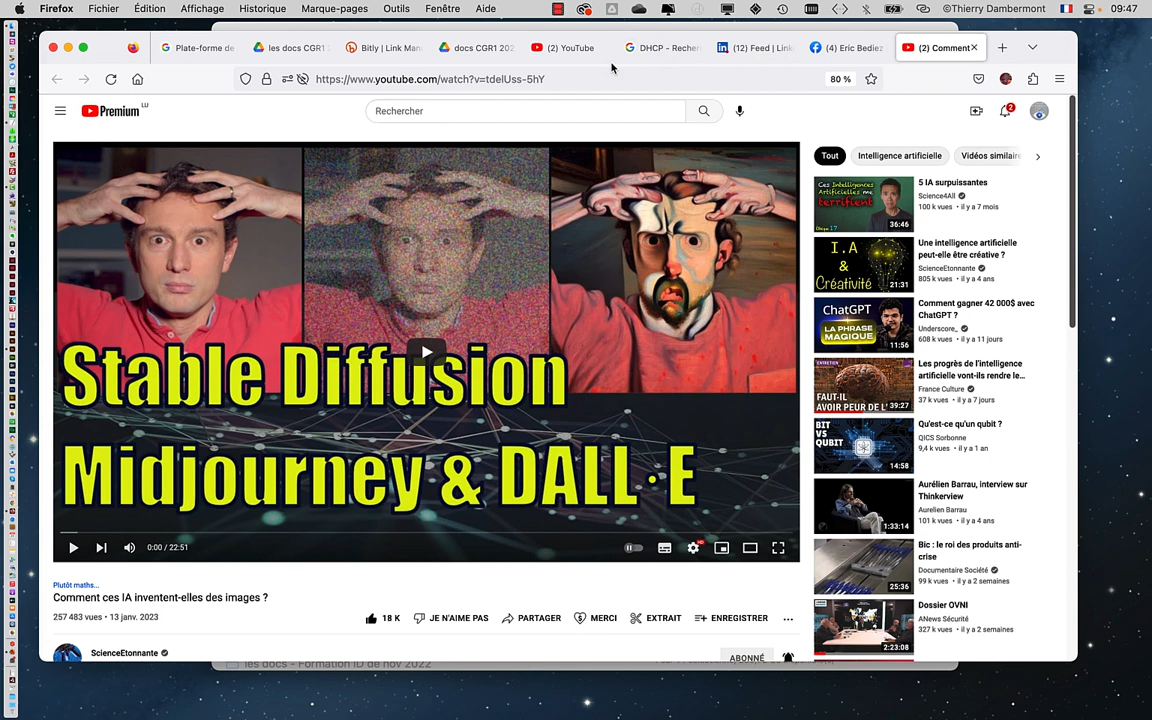 Firefox Fichier Édition Affichage Historique Marque-pages Outils Fenêtre Aide ©Thierry Dambermont 09:47
Plate-forme de les docs CGR1 Bitly | Link Man docs CGR1 202 (2) YouTube DHCP - Recher (12) Feed | Link (4) Eric Bediez (2) Comment
https://www.youtube.com/watch?v=tdelUss-5hY 80 %
Premium LU Rechercher 2
Tout Intelligence artificielle Vidéos similaire
Stable Diffusion
Midjourney & DALL·E
0:00 / 22:51
Plutôt maths...
Comment ces IA inventent-elles des images ?
257 483 vues • 13 janv. 2023
18 K JE N'AIME PAS PARTAGER MERCI EXTRAIT ENREGISTRER
ScienceEtonnante ABONNÉ
les docs - Formation ID de nov 2022
Ces Intelligences
Artificielles me
terrifient
36:46
5 IA surpuissantes
Science4All
100 k vues • il y a 7 mois
I.A
&
Créativité
21:31
Une intelligence artificielle
peut-elle être créative ?
ScienceEtonnante
805 k vues • il y a 4 ans
ChatGPT
LA PHRASE
MAGIQUE
11:56
Comment gagner 42 000$ avec
ChatGPT ?
Underscore_
608 k vues • il y a 11 jours
ENTRETIEN
FAUT-IL
AVOIR PEUR DE L'
39:27
Les progrès de l'intelligence
artificielle vont-ils rendre le...
France Culture
37 k vues • il y a 7 jours
BIT
VS
QUBIT
14:58
Qu'est-ce qu'un qubit ?
QICS Sorbonne
9,4 k vues • il y a 1 an
1:33:14
Aurélien Barrau, interview sur
Thinkerview
Aurelien Barrau
101 k vues • il y a 4 ans
25:36
Bic : le roi des produits anti-
crise
Documentaire Société
99 k vues • il y a 2 semaines
2:23:08
Dossier OVNI
ANews Sécurité
327 k vues • il y a 2 semaines